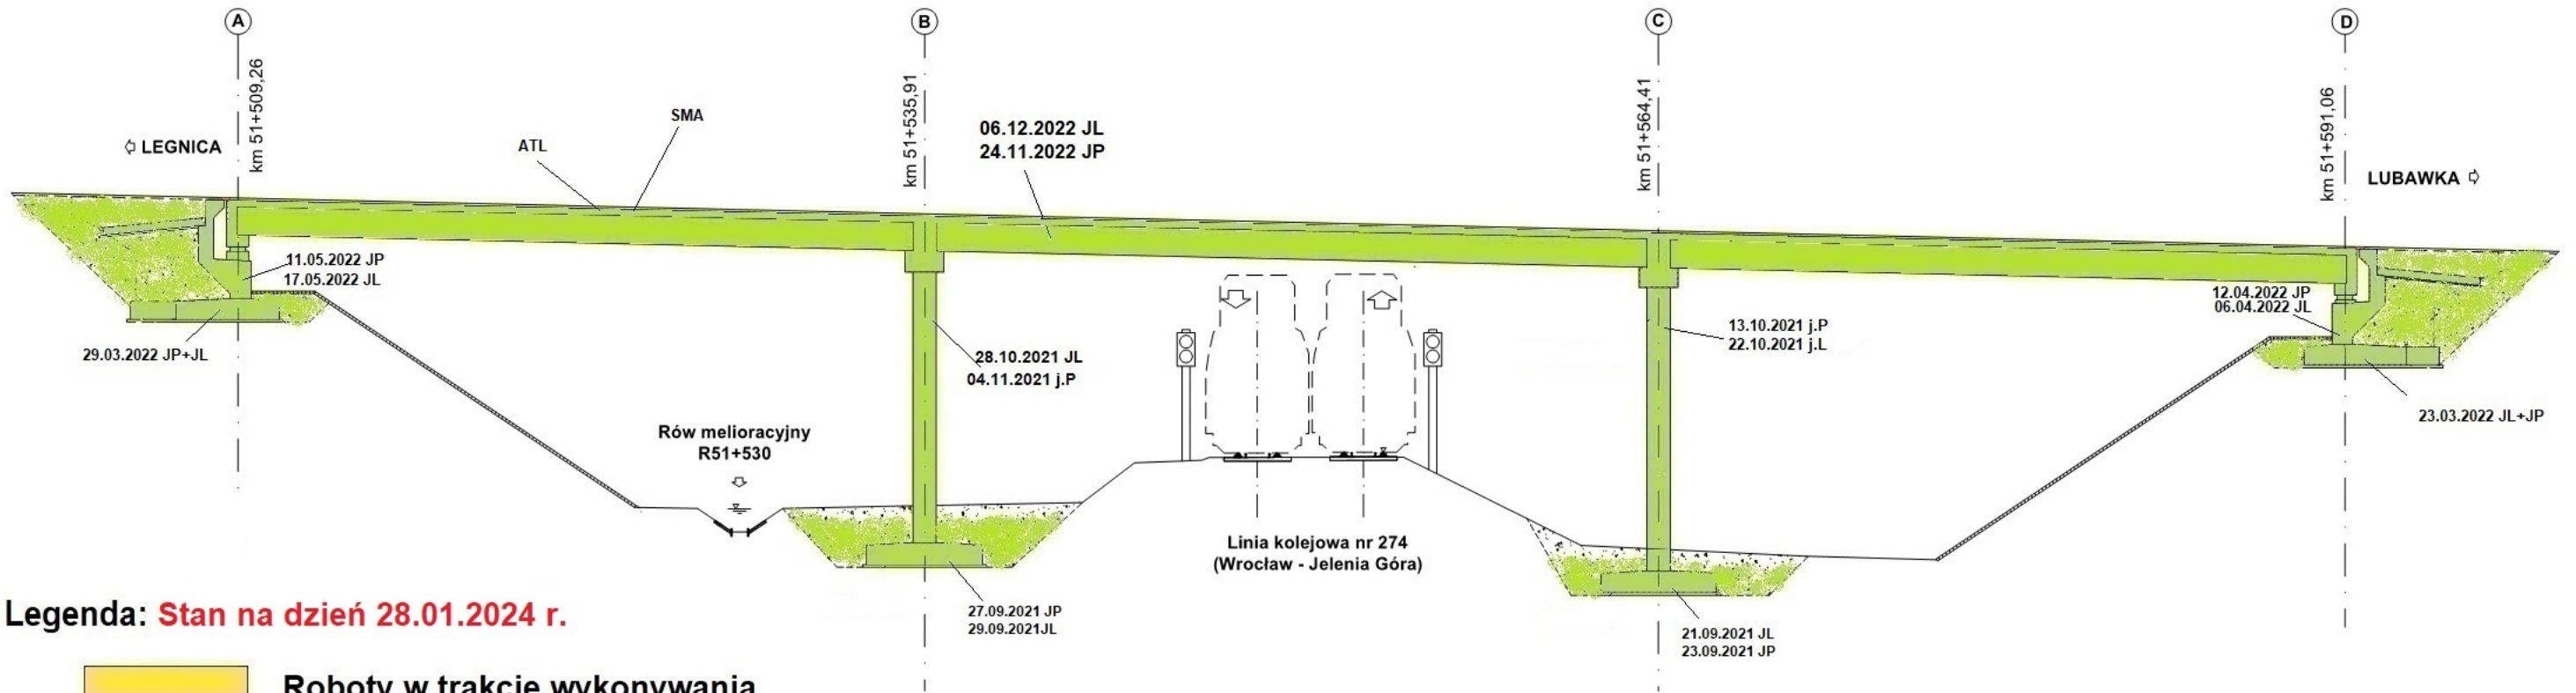 A
B
C
D
km 51+509,26
km 51+535,91
km 51+564,41
km 51+591,06
⇦ LEGNICA
ATL
SMA
06.12.2022 JL
24.11.2022 JP
LUBAWKA ⇨
11.05.2022 JP
17.05.2022 JL
29.03.2022 JP+JL
28.10.2021 JL
04.11.2021 j.P
13.10.2021 j.P
22.10.2021 j.L
12.04.2022 JP
06.04.2022 JL
23.03.2022 JL+JP
Rów melioracyjny
R51+530
Linia kolejowa nr 274
(Wrocław - Jelenia Góra)
27.09.2021 JP
29.09.2021JL
21.09.2021 JL
23.09.2021 JP
Legenda: Stan na dzień 28.01.2024 r.
Roboty w trakcie wykonywania